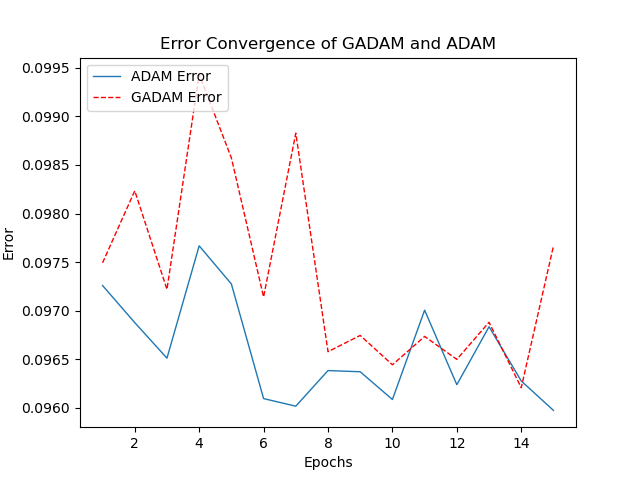 Error Convergence of GADAM and ADAM
ADAM Error
GADAM Error
0.0995
0.0990
0.0985
0.0980
0.0975
0.0970
0.0965
0.0960
Error
2 4 6 8 10 12 14
Epochs